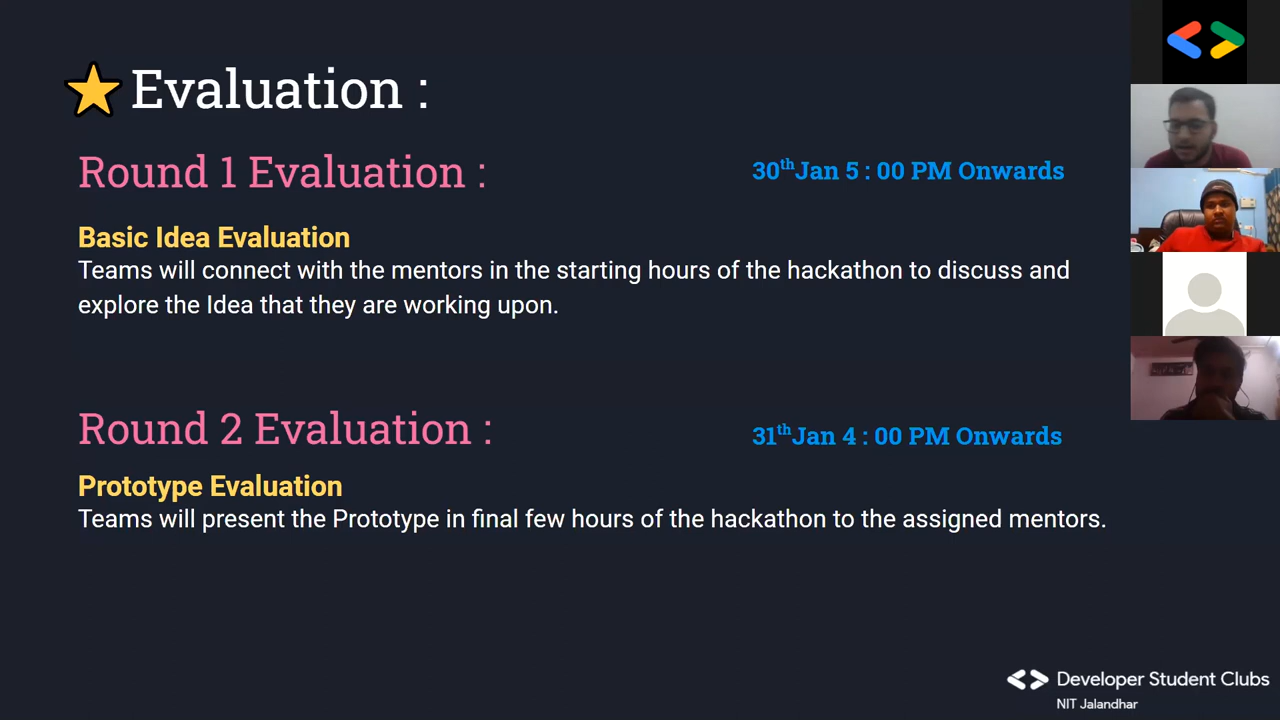 Evaluation :
Round 1 Evaluation :
30th Jan 5 : 00 PM Onwards
Basic Idea Evaluation
Teams will connect with the mentors in the starting hours of the hackathon to discuss and
explore the Idea that they are working upon.
Round 2 Evaluation :
31th Jan 4 : 00 PM Onwards
Prototype Evaluation
Teams will present the Prototype in final few hours of the hackathon to the assigned mentors.
Developer Student Clubs
NIT Jalandhar